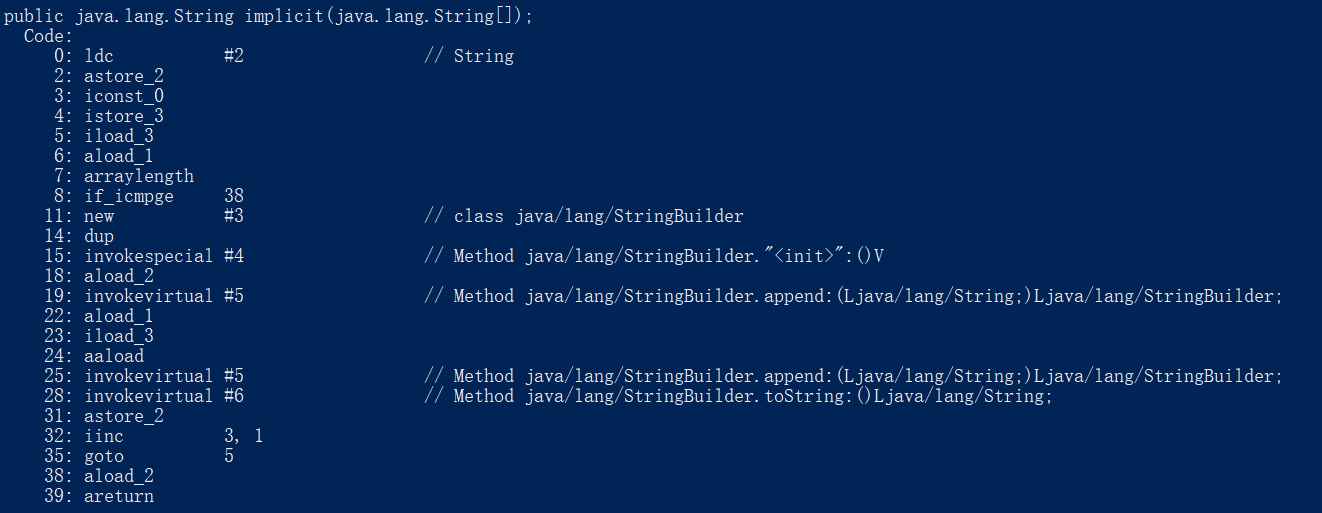 public java.lang.String implicit(java.lang.String[]);
  Code:
     0: ldc           #2                  // String
     2: astore_2
     3: iconst_0
     4: istore_3
     5: iload_3
     6: aload_1
     7: arraylength
     8: if_icmpge     38
    11: new           #3                  // class java/lang/StringBuilder
    14: dup
    15: invokespecial #4                  // Method java/lang/StringBuilder."<init>":()V
    18: aload_2
    19: invokevirtual #5                  // Method java/lang/StringBuilder.append:(Ljava/lang/String;)Ljava/lang/StringBuilder;
    22: aload_1
    23: iload_3
    24: aaload
    25: invokevirtual #5                  // Method java/lang/StringBuilder.append:(Ljava/lang/String;)Ljava/lang/StringBuilder;
    28: invokevirtual #6                  // Method java/lang/StringBuilder.toString:()Ljava/lang/String;
    31: astore_2
    32: iinc          3, 1
    35: goto          5
    38: aload_2
    39: areturn